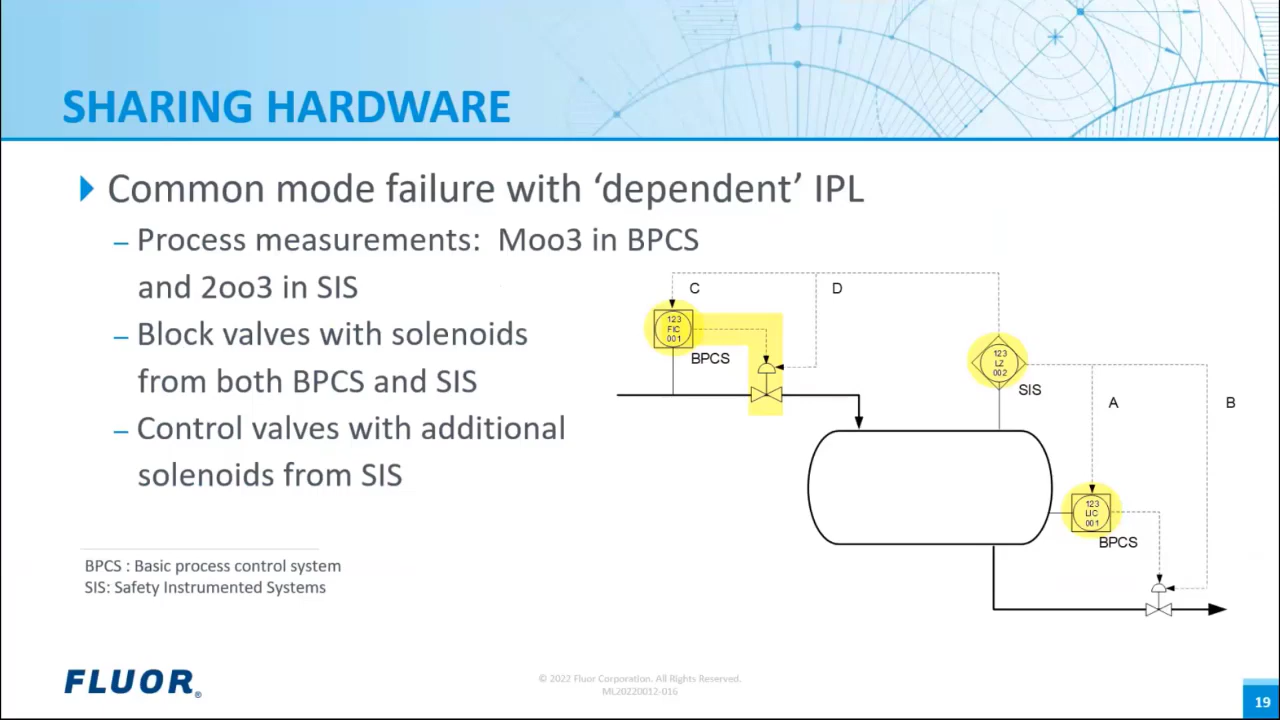 SHARING HARDWARE
Common mode failure with ‘dependent’ IPL
– Process measurements: Moo3 in BPCS
and 2oo3 in SIS
– Block valves with solenoids
from both BPCS and SIS
– Control valves with additional
solenoids from SIS
C
D
123
FIC
001
BPCS
123
LZ
002
SIS
A
B
123
LIC
001
BPCS
BPCS : Basic process control system
SIS: Safety Instrumented Systems
FLUOR®
© 2022 Fluor Corporation. All Rights Reserved.
ML20220012-016
19